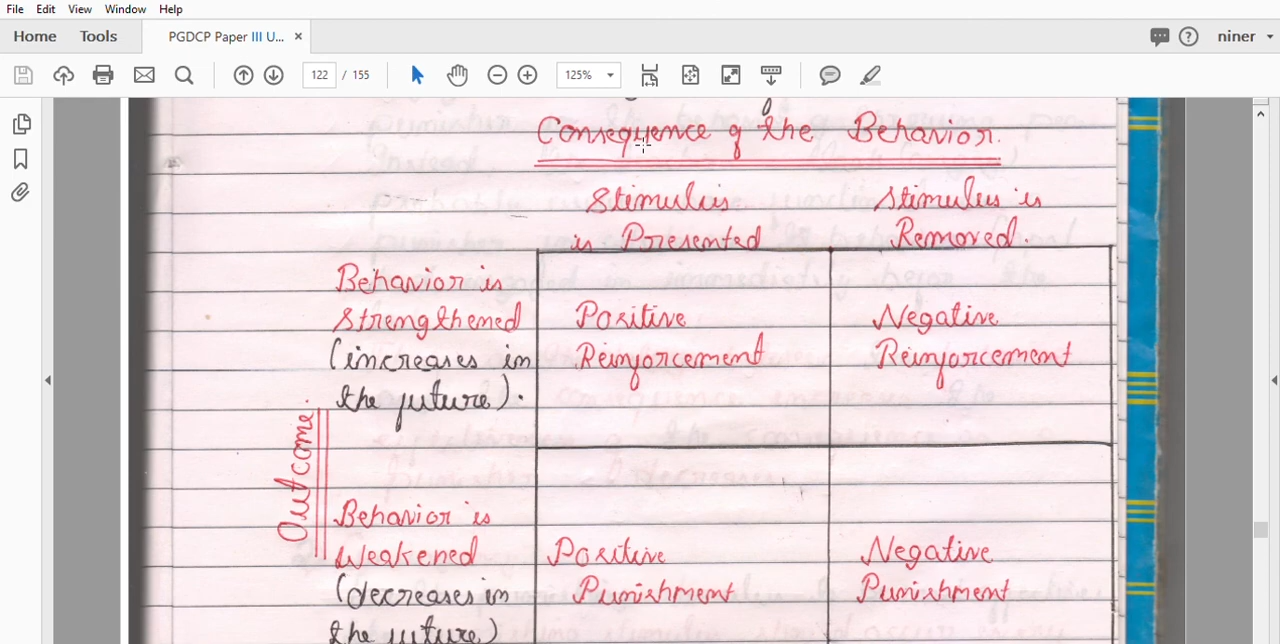 File Edit View Window Help
Home Tools PGDCP Paper III U... × niner
122 / 155 125%
Consequence of the Behavior.
Stimulus is Presented
Stimulus is Removed.
Behavior is
Strengthened
(increases in
the future).
Positive
Reinforcement
Negative
Reinforcement
Outcome.
Behavior is
Weakened
(decreases in
the future)
Positive
Punishment
Negative
Punishment